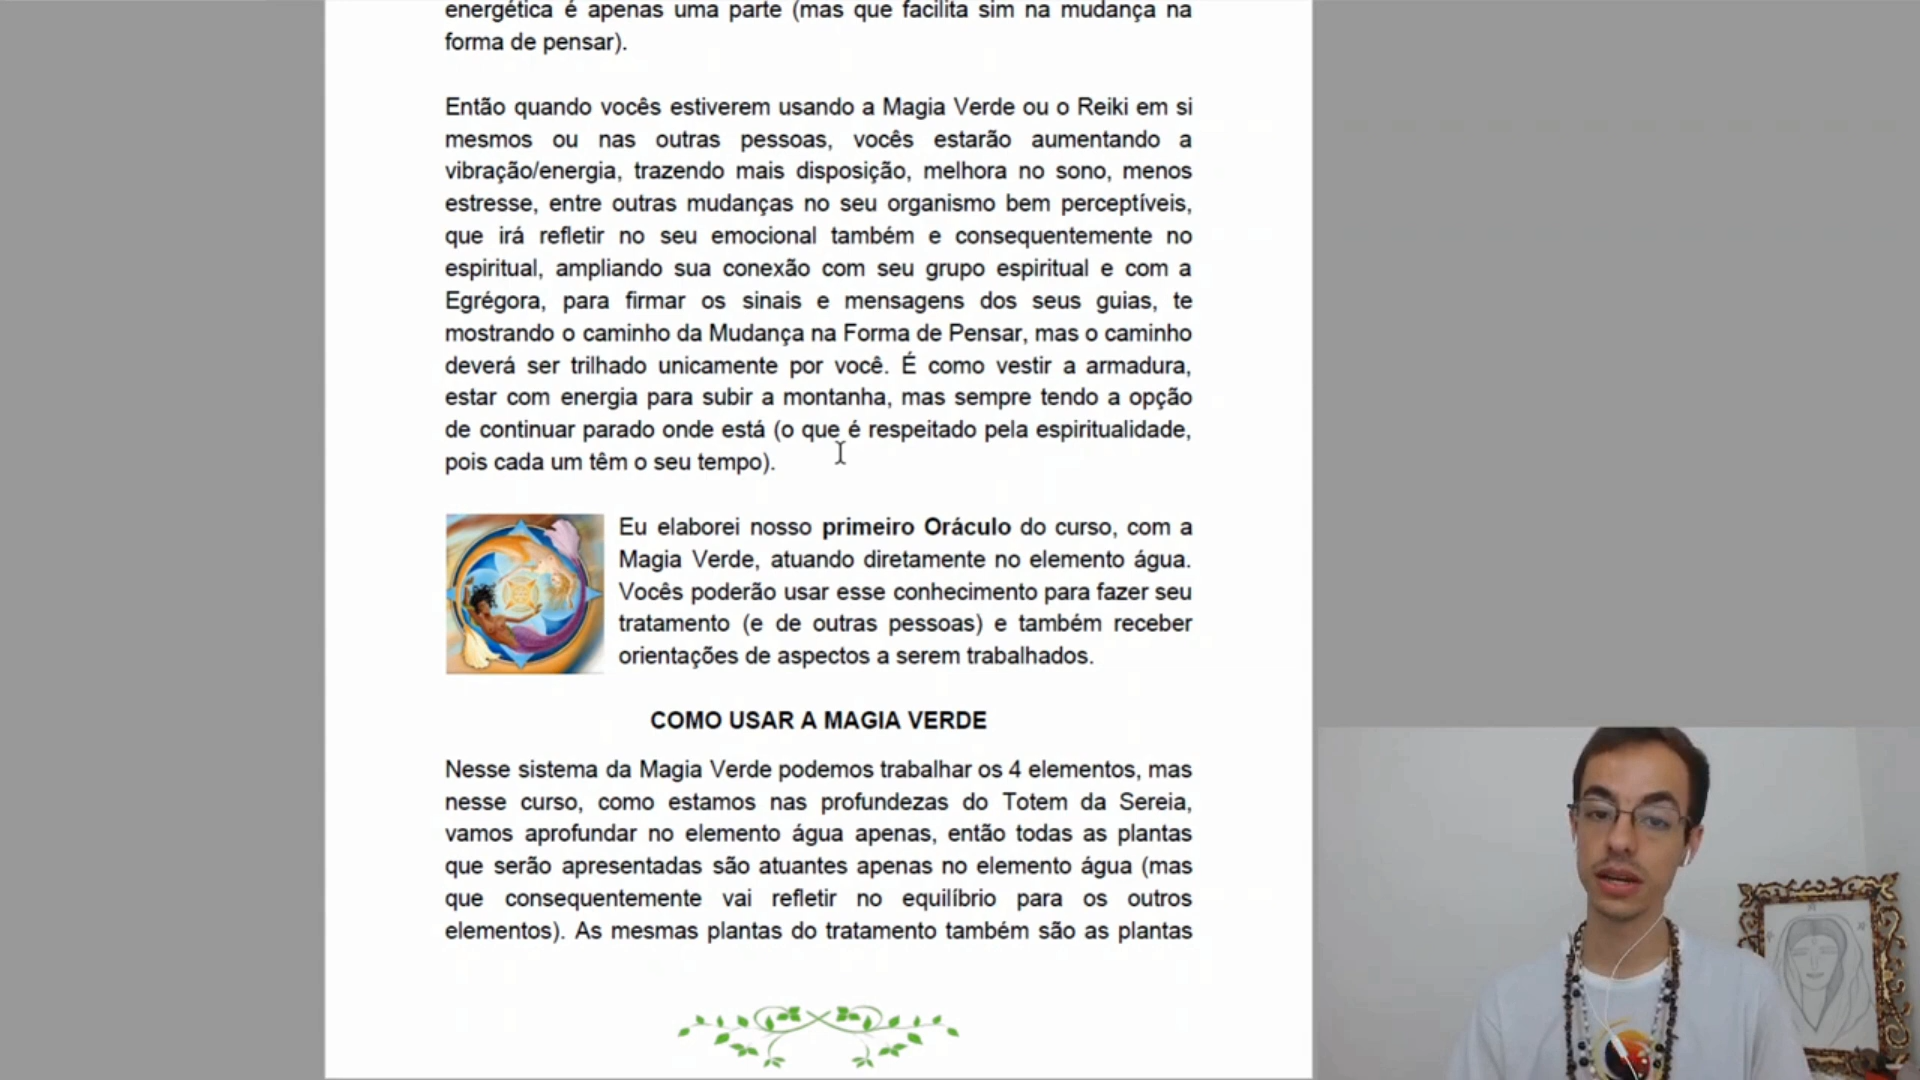 energética é apenas uma parte (mas que facilita sim na mudança na
forma de pensar).
Então quando vocês estiverem usando a Magia Verde ou o Reiki em si
mesmos ou nas outras pessoas, vocês estarão aumentando a
vibração/energia, trazendo mais disposição, melhora no sono, menos
estresse, entre outras mudanças no seu organismo bem perceptíveis,
que irá refletir no seu emocional também e consequentemente no
espiritual, ampliando sua conexão com seu grupo espiritual e com a
Egrégora, para firmar os sinais e mensagens dos seus guias, te
mostrando o caminho da Mudança na Forma de Pensar, mas o caminho
deverá ser trilhado unicamente por você. É como vestir a armadura,
estar com energia para subir a montanha, mas sempre tendo a opção
de continuar parado onde está (o que é respeitado pela espiritualidade,
pois cada um têm o seu tempo).
Eu elaborei nosso primeiro Oráculo do curso, com a
Magia Verde, atuando diretamente no elemento água.
Vocês poderão usar esse conhecimento para fazer seu
tratamento (e de outras pessoas) e também receber
orientações de aspectos a serem trabalhados.
COMO USAR A MAGIA VERDE
Nesse sistema da Magia Verde podemos trabalhar os 4 elementos, mas
nesse curso, como estamos nas profundezas do Totem da Sereia,
vamos aprofundar no elemento água apenas, então todas as plantas
que serão apresentadas são atuantes apenas no elemento água (mas
que consequentemente vai refletir no equilíbrio para os outros
elementos). As mesmas plantas do tratamento também são as plantas